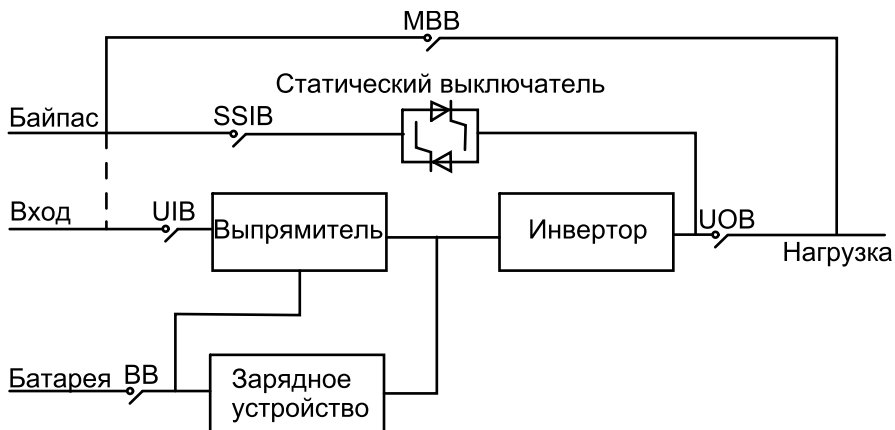 MBB
Статический выключатель
Байпас
SSIB
Вход
UIB
Выпрямитель
Инвертор
UOB
Нагрузка
Батарея
BB
Зарядное
устройство